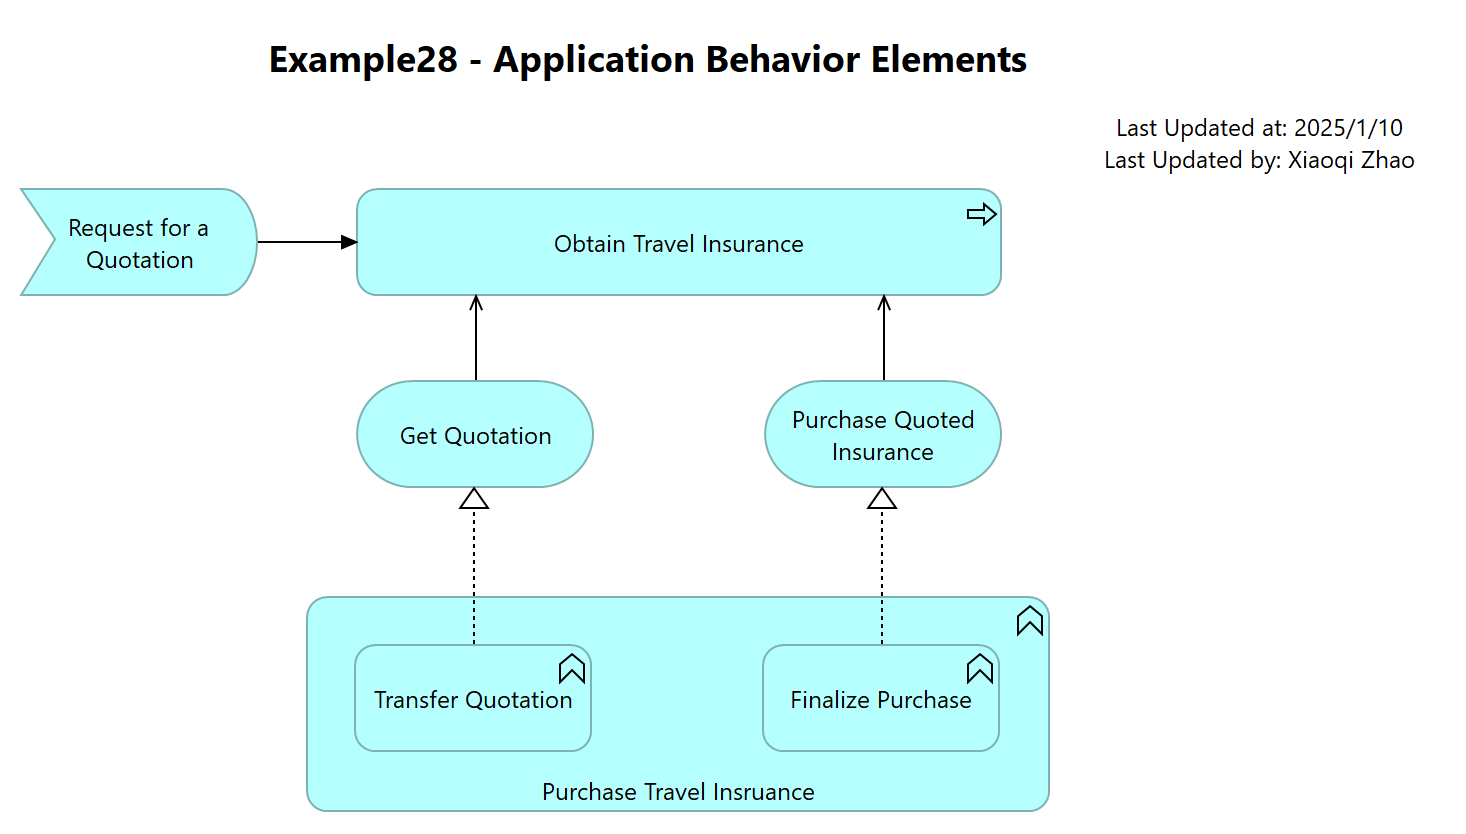 Example28 - Application Behavior Elements
Last Updated at: 2025/1/10
Last Updated by: Xiaoqi Zhao
Request for a
Quotation
Obtain Travel Insurance
Get Quotation
Purchase Quoted
Insurance
Transfer Quotation
Finalize Purchase
Purchase Travel Insruance